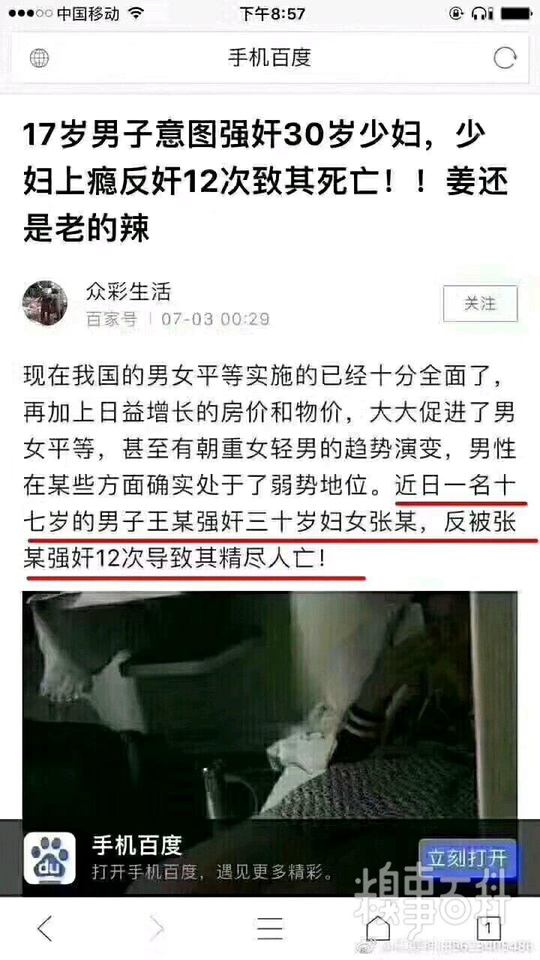 中国移动
下午8:57
手机百度
17岁男子意图强奸30岁少妇，少
妇上瘾反奸12次致其死亡！！姜还
是老的辣
众彩生活
百家号 | 07-03 00:29
关注
现在我国的男女平等实施的已经十分全面了，
再加上日益增长的房价和物价，大大促进了男
女平等，甚至有朝重女轻男的趋势演变，男性
在某些方面确实处于了弱势地位。近日一名十
七岁的男子王某强奸三十岁妇女张某，反被张
某强奸12次导致其精尽人亡！
du
手机百度
打开手机百度，遇见更多精彩。
立刻打开
糗事百科
1